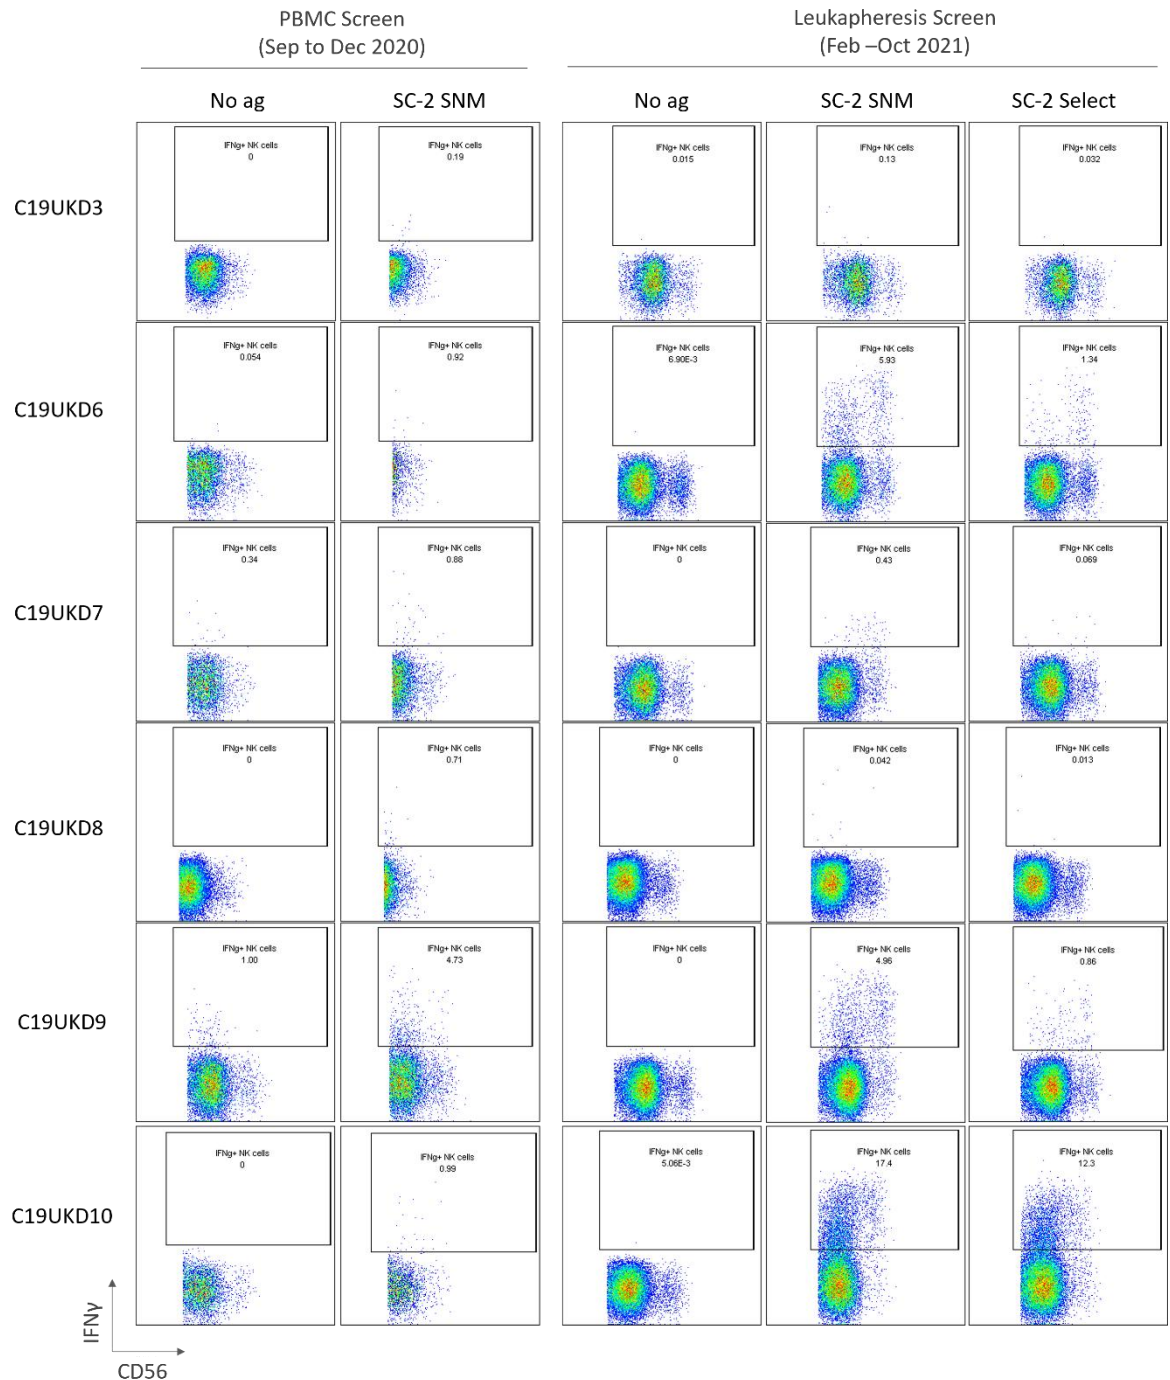 PBMC Screen
(Sep to Dec 2020)
Leukapheresis Screen
(Feb –Oct 2021)
No ag
SC-2 SNM
No ag
SC-2 SNM
SC-2 Select
C19UKD3
IFNg+ NK cells
0
IFNg+ NK cells
0.19
IFNg+ NK cells
0.015
IFNg+ NK cells
0.13
IFNg+ NK cells
0.032
C19UKD6
IFNg+ NK cells
0.054
IFNg+ NK cells
0.92
IFNg+ NK cells
6.90E-3
IFNg+ NK cells
5.93
IFNg+ NK cells
1.34
C19UKD7
IFNg+ NK cells
0.34
IFNg+ NK cells
0.88
IFNg+ NK cells
0
IFNg+ NK cells
0.43
IFNg+ NK cells
0.069
C19UKD8
IFNg+ NK cells
0
IFNg+ NK cells
0.71
IFNg+ NK cells
0
IFNg+ NK cells
0.042
IFNg+ NK cells
0.013
C19UKD9
IFNg+ NK cells
1.00
IFNg+ NK cells
4.73
IFNg+ NK cells
0
IFNg+ NK cells
4.96
IFNg+ NK cells
0.86
C19UKD10
IFNg+ NK cells
0
IFNg+ NK cells
0.99
IFNg+ NK cells
5.06E-3
IFNg+ NK cells
17.4
IFNg+ NK cells
12.3
IFNγ
CD56